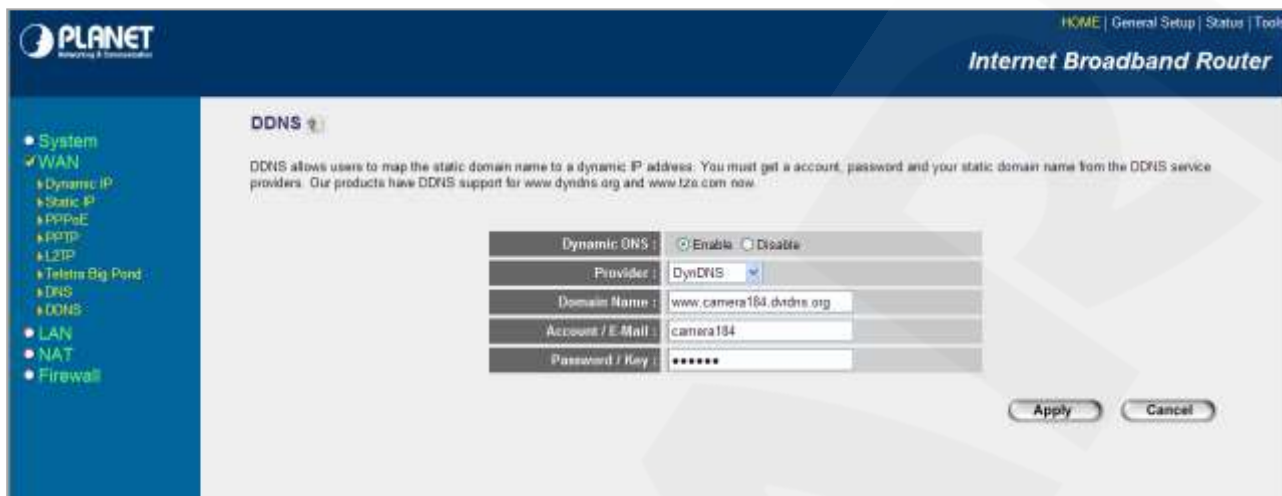 PLANET
Networking & Communication
HOME | General Setup | Status | Tools
Internet Broadband Router
System
WAN
Dynamic IP
Static IP
PPPoE
PPTP
L2TP
Telstra Big Pond
DNS
DDNS
LAN
NAT
Firewall
DDNS
DDNS allows users to map the static domain name to a dynamic IP address. You must get a account, password and your static domain name from the DDNS service
providers. Our products have DDNS support for www.dyndns.org and www.tzo.com now.
Dynamic DNS : Enable Disable
Provider : DynDNS
Domain Name : www.camera184.dvrdns.org
Account / E-Mail : camera184
Password / Key : ••••••
Apply Cancel